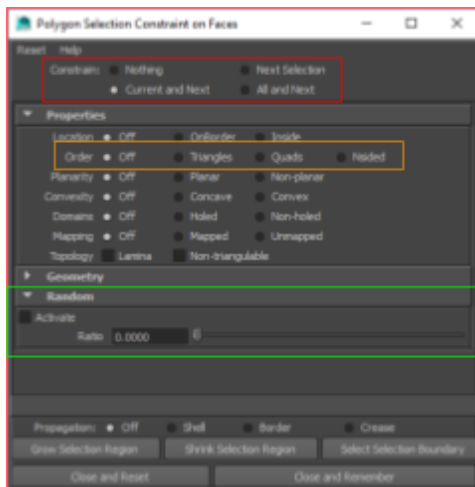 Polygon Selection Constraint on Faces
Reset Help
Constrain: Nothing Next Selection
Current and Next All and Next
Properties
Location Off OnBorder Inside
Order Off Triangles Quads Nsided
Planarity Off Planar Non-planar
Convexity Off Concave Convex
Domains Off Holed Non-holed
Mapping Off Mapped Unmapped
Topology Lamina Non-triangulable
Geometry
Random
Activate
Ratio 0.0000
Propagation: Off Shell Border Crease
Grow Selection Region Shrink Selection Region Select Selection Boundary
Close and Reset Close and Remember